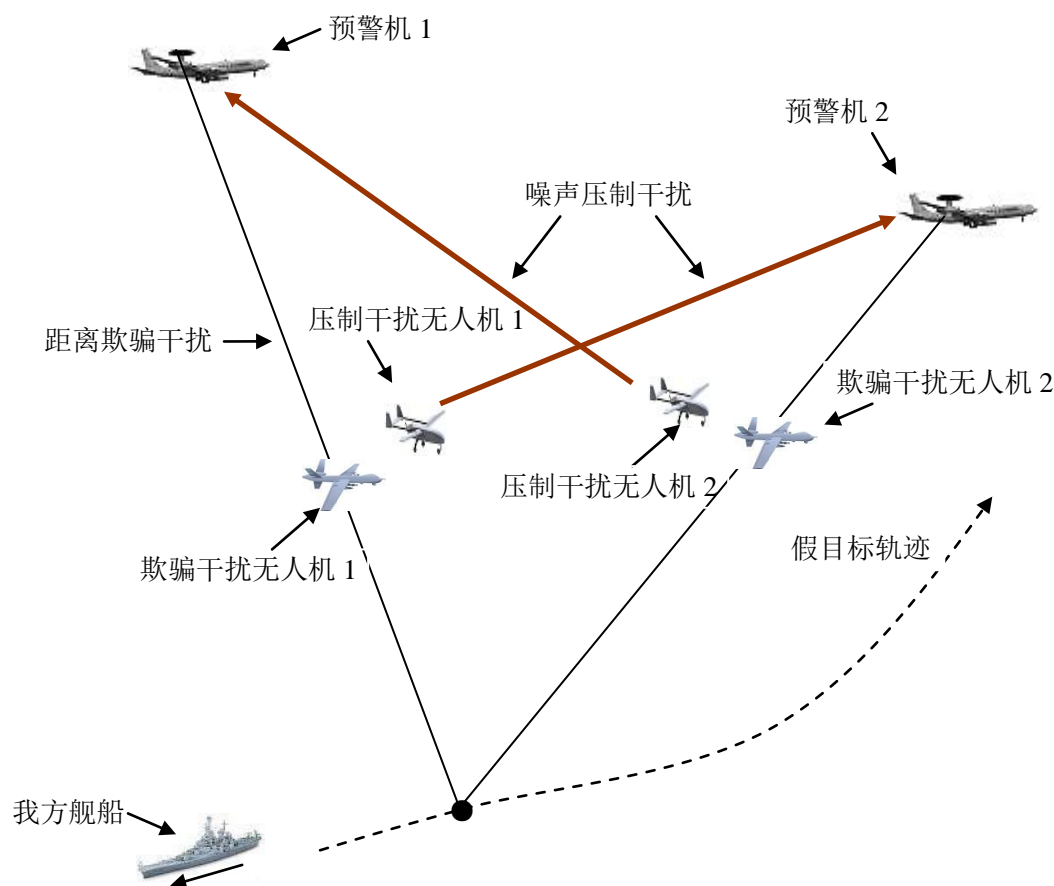 预警机 1
预警机 2
噪声压制干扰
压制干扰无人机 1
距离欺骗干扰
欺骗干扰无人机 2
压制干扰无人机 2
假目标轨迹
欺骗干扰无人机 1
我方舰船